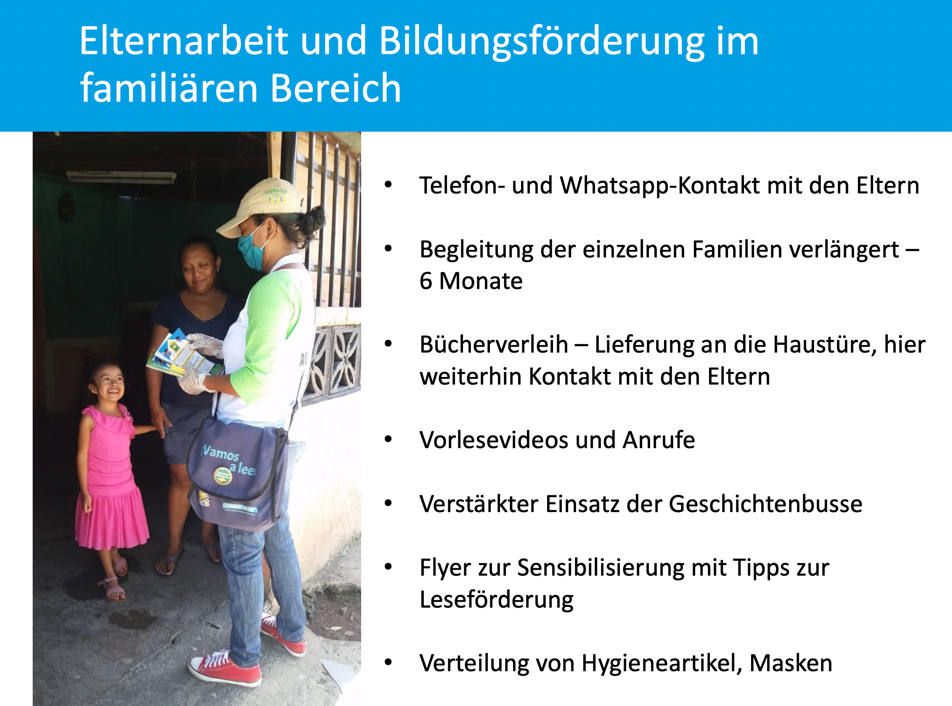 Elternarbeit und Bildungsförderung im
familiären Bereich
• Telefon- und Whatsapp-Kontakt mit den Eltern
• Begleitung der einzelnen Familien verlängert –
6 Monate
• Bücherverleih – Lieferung an die Haustüre, hier
weiterhin Kontakt mit den Eltern
• Vorlesevideos und Anrufe
• Verstärkter Einsatz der Geschichtenbusse
• Flyer zur Sensibilisierung mit Tipps zur
Leseförderung
• Verteilung von Hygieneartikel, Masken
¡Vamos
a leer